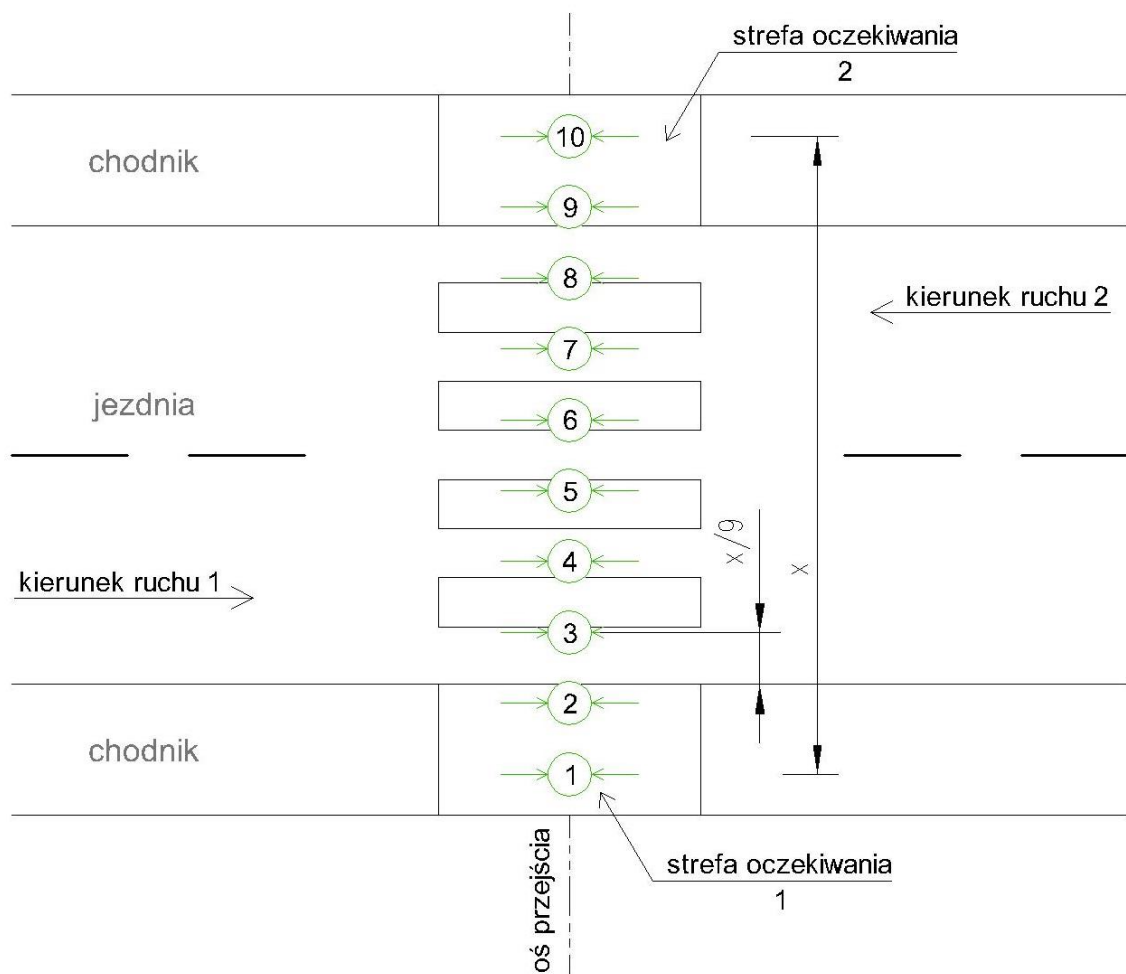 strefa oczekiwania
2
10
chodnik
9
8
kierunek ruchu 2
7
jezdnia
6
5
x/9
x
4
kierunek ruchu 1
3
2
chodnik
1
oś przejścia
strefa oczekiwania
1